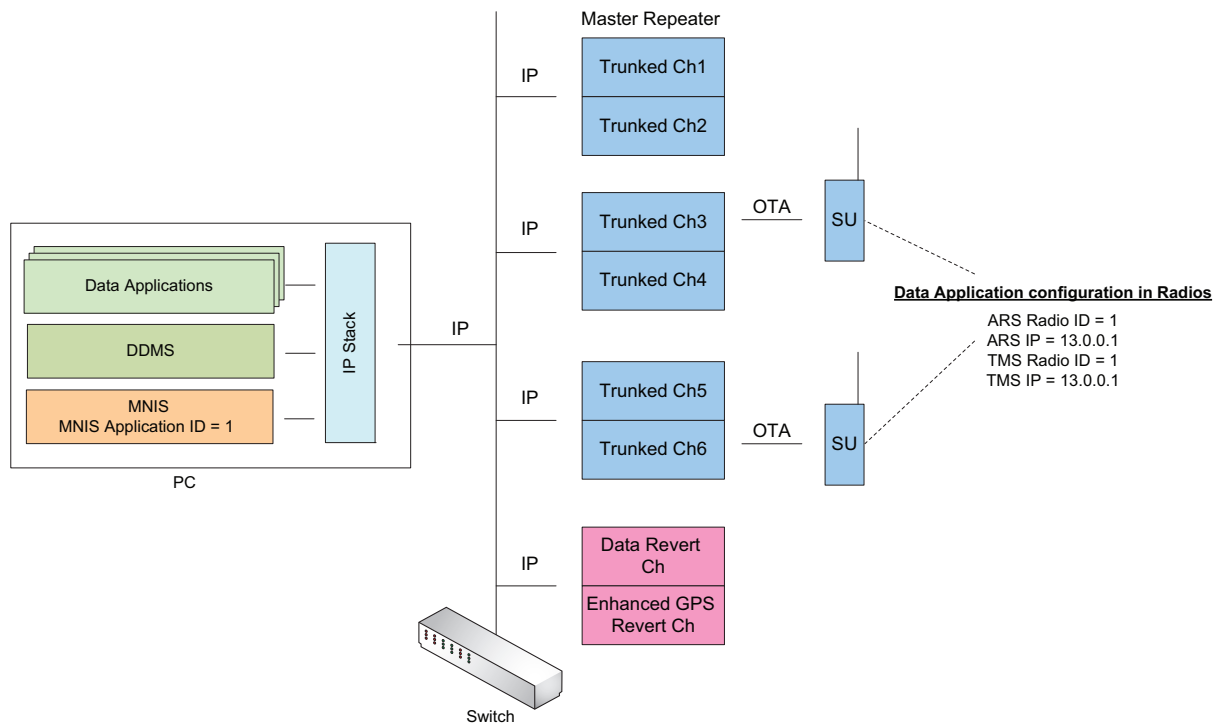 Master Repeater
IP
Trunked Ch1
Trunked Ch2
IP
Trunked Ch3
Trunked Ch4
OTA
SU
Data Applications
DDMS
MNIS
MNIS Application ID = 1
IP Stack
PC
IP
Data Application configuration in Radios
ARS Radio ID = 1
ARS IP = 13.0.0.1
TMS Radio ID = 1
TMS IP = 13.0.0.1
IP
Trunked Ch5
Trunked Ch6
OTA
SU
IP
Data Revert
Ch
Enhanced GPS
Revert Ch
Switch